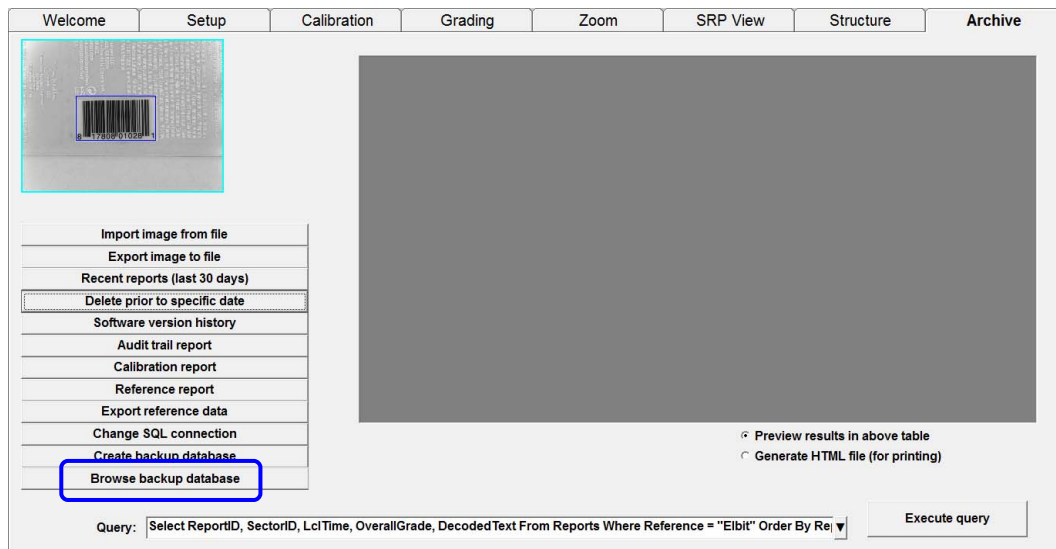 Welcome Setup Calibration Grading Zoom SRP View Structure Archive
8 17806 01028 1
Import image from file
Export image to file
Recent reports (last 30 days)
Delete prior to specific date
Software version history
Audit trail report
Calibration report
Reference report
Export reference data
Change SQL connection
Create backup database
Browse backup database
Preview results in above table
Generate HTML file (for printing)
Query: Select ReportID, SectorID, LclTime, OverallGrade, DecodedText From Reports Where Reference = "Elbit" Order By Re
Execute query